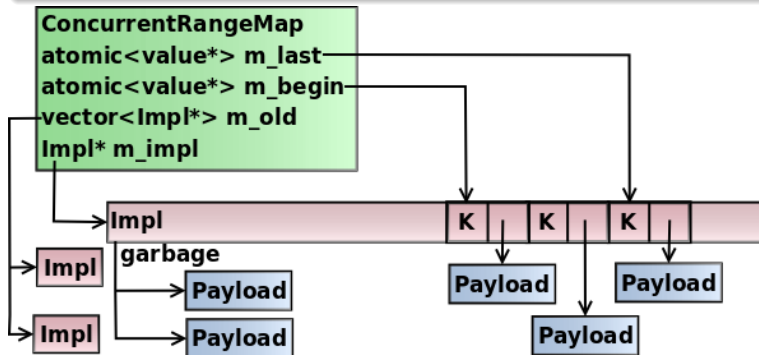 ConcurrentRangeMap
atomic<value*> m_last
atomic<value*> m_begin
vector<Impl*> m_old
Impl* m_impl
Impl K K K
garbage
Impl Payload Payload Payload
Impl Payload Payload